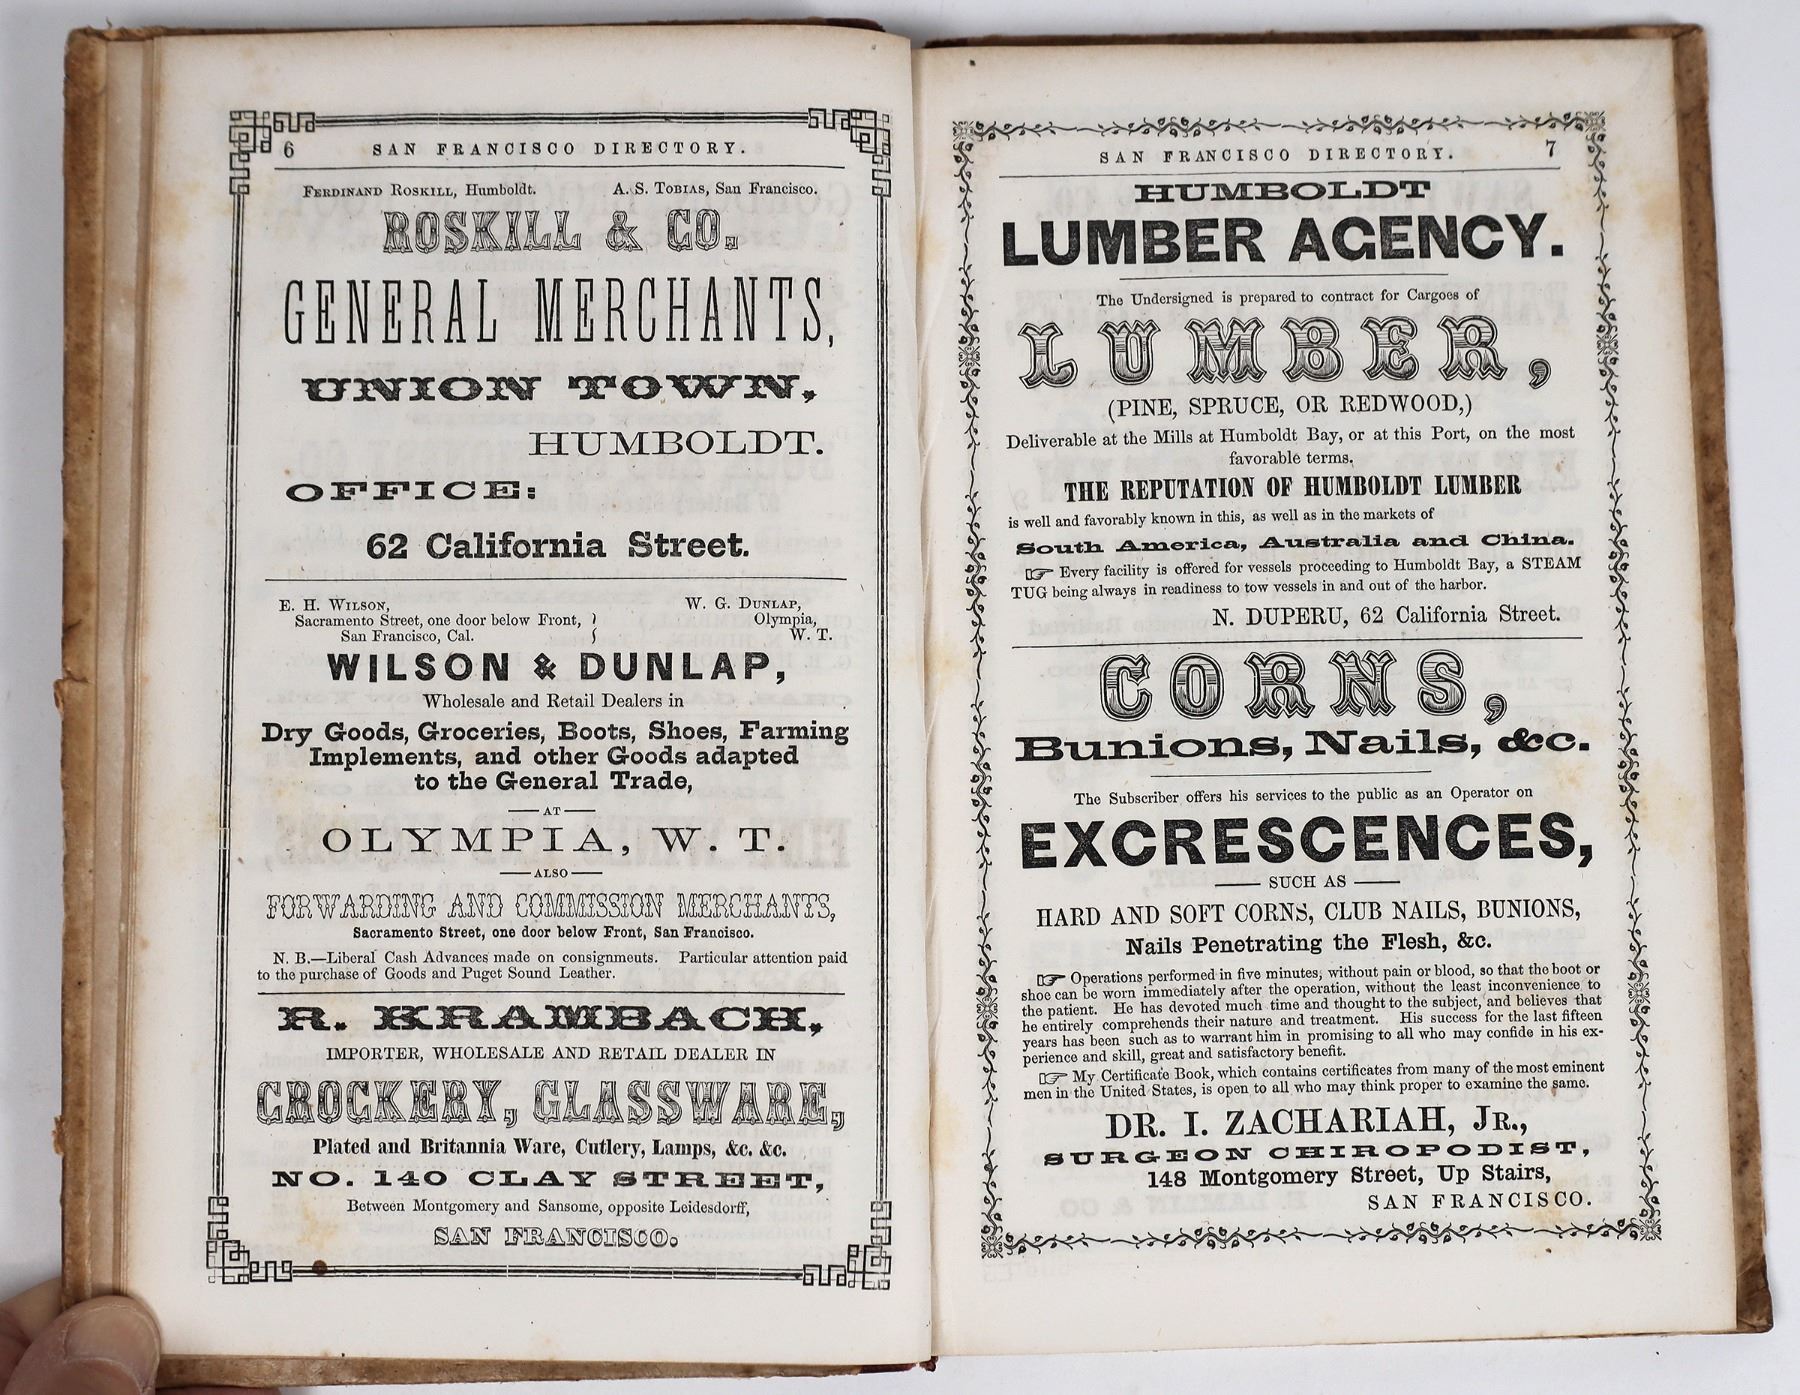 6
SAN FRANCISCO DIRECTORY.
FERDINAND ROSKILL, Humboldt. A. S. TOBIAS, San Francisco.
ROSKILL & CO.
GENERAL MERCHANTS,
UNION TOWN,
HUMBOLDT.
OFFICE:
62 California Street.
E. H. WILSON, W. G. DUNLAP,
Sacramento Street, one door below Front, } Olympia,
San Francisco, Cal. W. T.
WILSON & DUNLAP,
Wholesale and Retail Dealers in
Dry Goods, Groceries, Boots, Shoes, Farming
Implements, and other Goods adapted
to the General Trade,
—AT—
OLYMPIA, W. T.
—ALSO—
FORWARDING AND COMMISSION MERCHANTS,
Sacramento Street, one door below Front, San Francisco.
N. B.—Liberal Cash Advances made on consignments. Particular attention paid
to the purchase of Goods and Puget Sound Leather.
R. KRAMBACH,
IMPORTER, WHOLESALE AND RETAIL DEALER IN
CROCKERY, GLASSWARE,
Plated and Britannia Ware, Cutlery, Lamps, &c. &c.
NO. 140 CLAY STREET,
Between Montgomery and Sansome, opposite Leidesdorff,
SAN FRANCISCO.
SAN FRANCISCO DIRECTORY. 7
HUMBOLDT
LUMBER AGENCY.
The Undersigned is prepared to contract for Cargoes of
LUMBER,
(PINE, SPRUCE, OR REDWOOD,)
Deliverable at the Mills at Humboldt Bay, or at this Port, on the most
favorable terms.
THE REPUTATION OF HUMBOLDT LUMBER
is well and favorably known in this, as well as in the markets of
South America, Australia and China.
☞ Every facility is offered for vessels proceeding to Humboldt Bay, a STEAM
TUG being always in readiness to tow vessels in and out of the harbor.
N. DUPERU, 62 California Street.
CORNS,
Bunions, Nails, &c.
The Subscriber offers his services to the public as an Operator on
EXCRESCENCES,
—SUCH AS—
HARD AND SOFT CORNS, CLUB NAILS, BUNIONS,
Nails Penetrating the Flesh, &c.
☞ Operations performed in five minutes, without pain or blood, so that the boot or
shoe can be worn immediately after the operation, without the least inconvenience to
the patient. He has devoted much time and thought to the subject, and believes that
he entirely comprehends their nature and treatment. His success for the last fifteen
years has been such as to warrant him in promising to all who may confide in his ex-
perience and skill, great and satisfactory benefit.
☞ My Certificate Book, which contains certificates from many of the most eminent
men in the United States, is open to all who may think proper to examine the same.
DR. I. ZACHARIAH, JR.,
SURGEON CHIROPODIST,
148 Montgomery Street, Up Stairs,
SAN FRANCISCO.